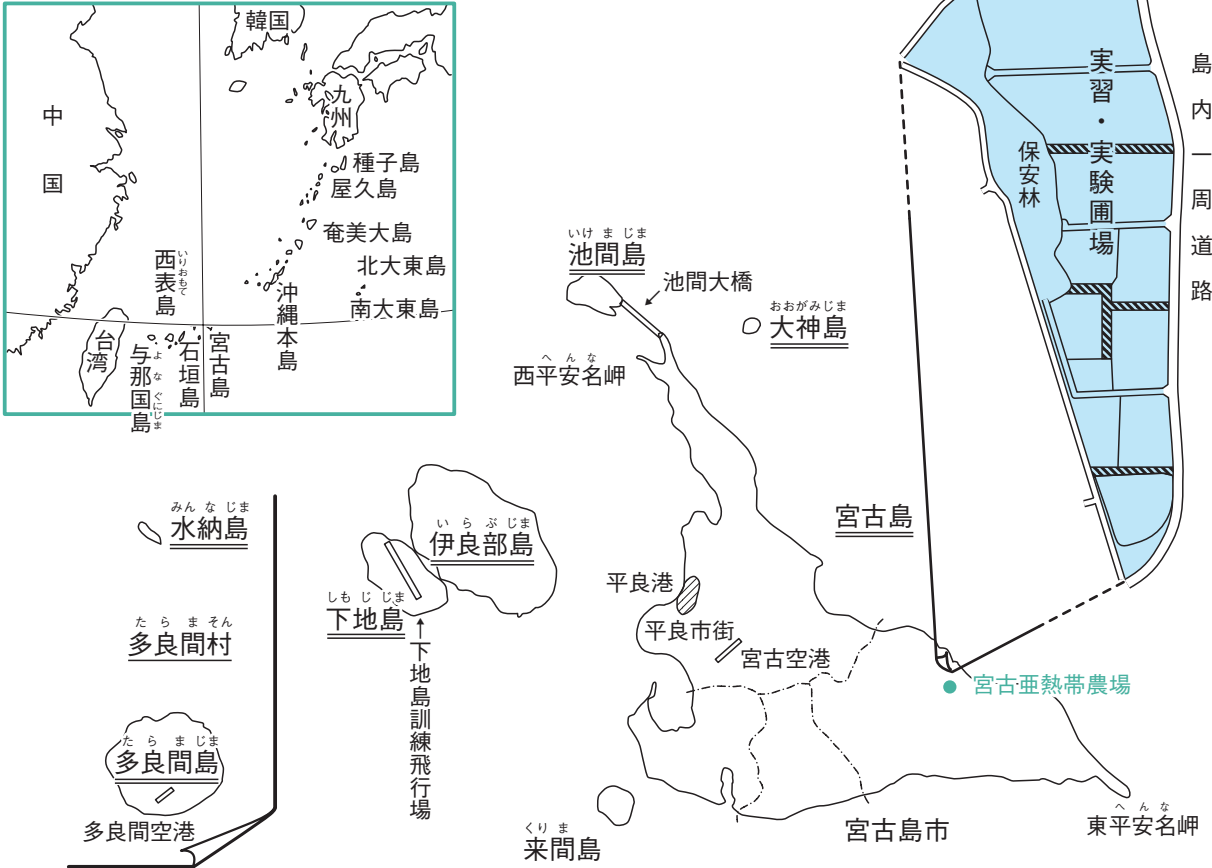 韓国
中国
九州
種子島
屋久島
奄美大島
北大東島
南大東島
沖縄本島
西表島
いりおもて
台湾
与那国島
よなぐにじま
石垣島
宮古島
実習・実験圃場
保安林
島内一周道路
いけまじま
池間島
池間大橋
おおがみじま
大神島
へんな
西平安名岬
みんなじま
水納島
たらまそん
多良間村
たらまじま
多良間島
多良間空港
いらぶじま
伊良部島
しもじじま
下地島
下地島訓練飛行場
宮古島
平良港
平良市街
宮古空港
宮古亜熱帯農場
くりま
来間島
宮古島市
へんな
東平安名岬